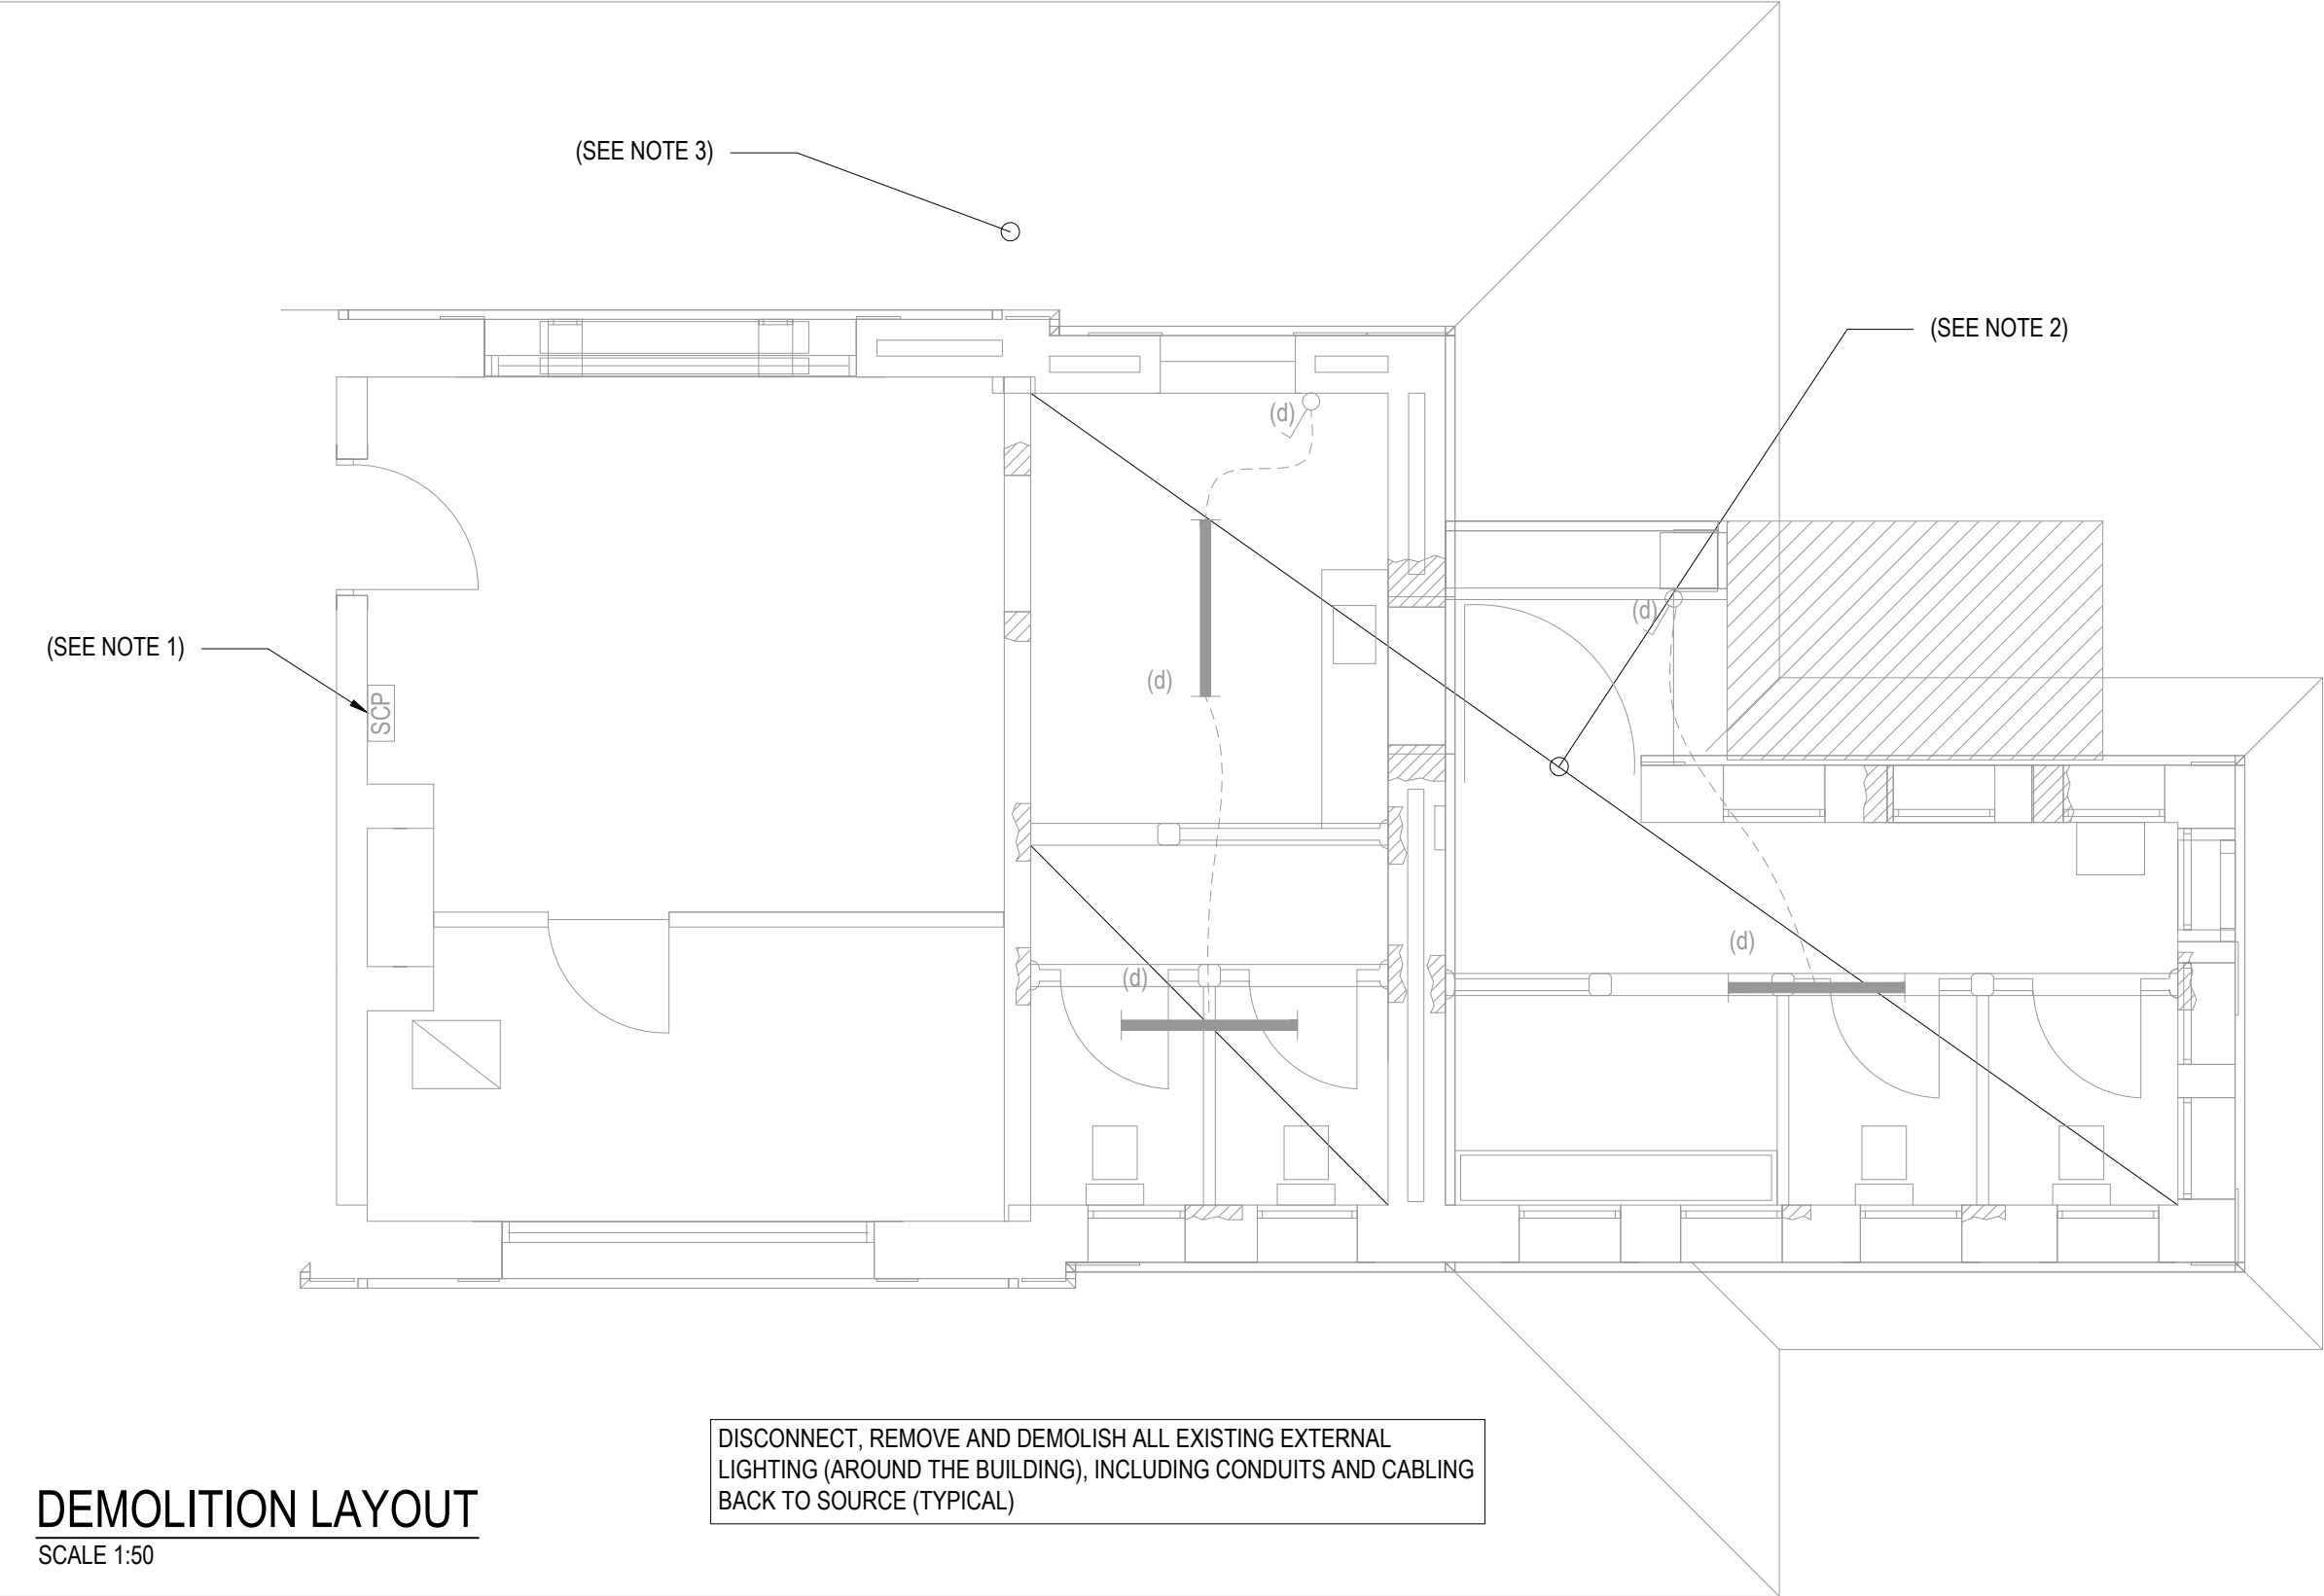 (SEE NOTE 3)
(SEE NOTE 2)
(d)
(d)
(SEE NOTE 1)
(d)
SCP
(d)
(d)
DISCONNECT, REMOVE AND DEMOLISH ALL EXISTING EXTERNAL
LIGHTING (AROUND THE BUILDING), INCLUDING CONDUITS AND CABLING
BACK TO SOURCE (TYPICAL)
DEMOLITION LAYOUT
SCALE 1:50